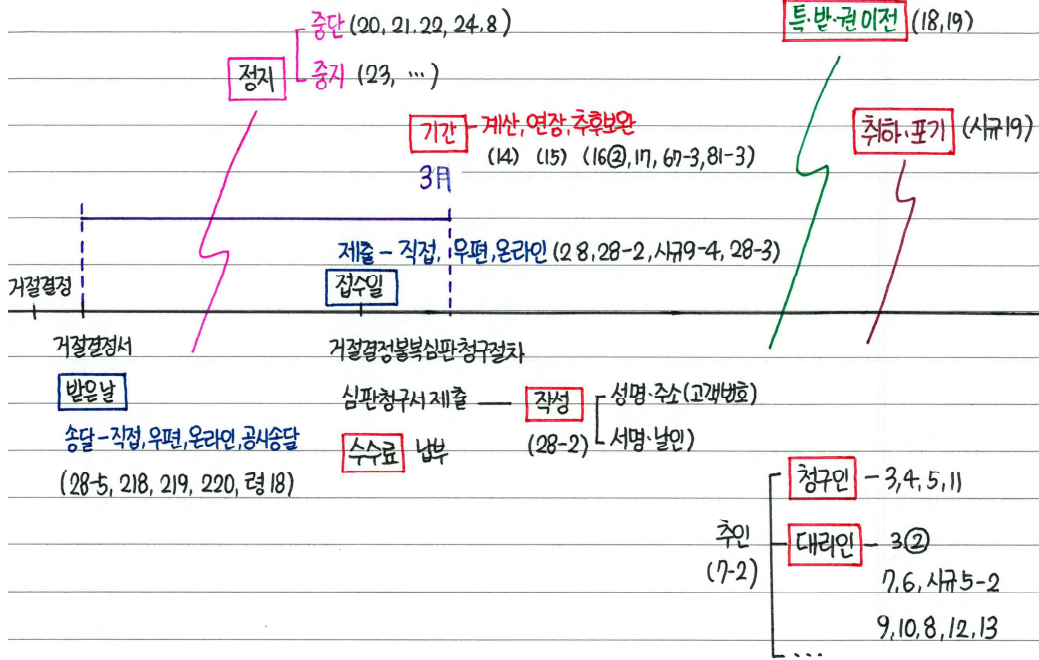 중단 (20, 21. 22, 24. 8)
특·받·권 이전 (18, 19)
정지
중지 (23, …)
기간 - 계산, 연장, 추후보완
취하·포기 (시규19)
(14) (15) (16②, 17, 67-3, 81-3)
3月
제출 - 직접, 우편, 온라인 (28, 28-2, 시규9-4, 28-3)
거절결정
접수일
거절결정서
거절결정불복심판 청구절차
받은 날
심판청구서 제출 — 작성
성명·주소(고객번호)
(28-2)
서명·날인)
송달 - 직접, 우편, 온라인, 공시송달
수수료 납부
(28-5, 218, 219, 220, 령 18)
청구인 - 3, 4, 5, 11
추인
(7-2)
대리인 - 3②
7, 6, 시규 5-2
9, 10, 8, 12, 13
…